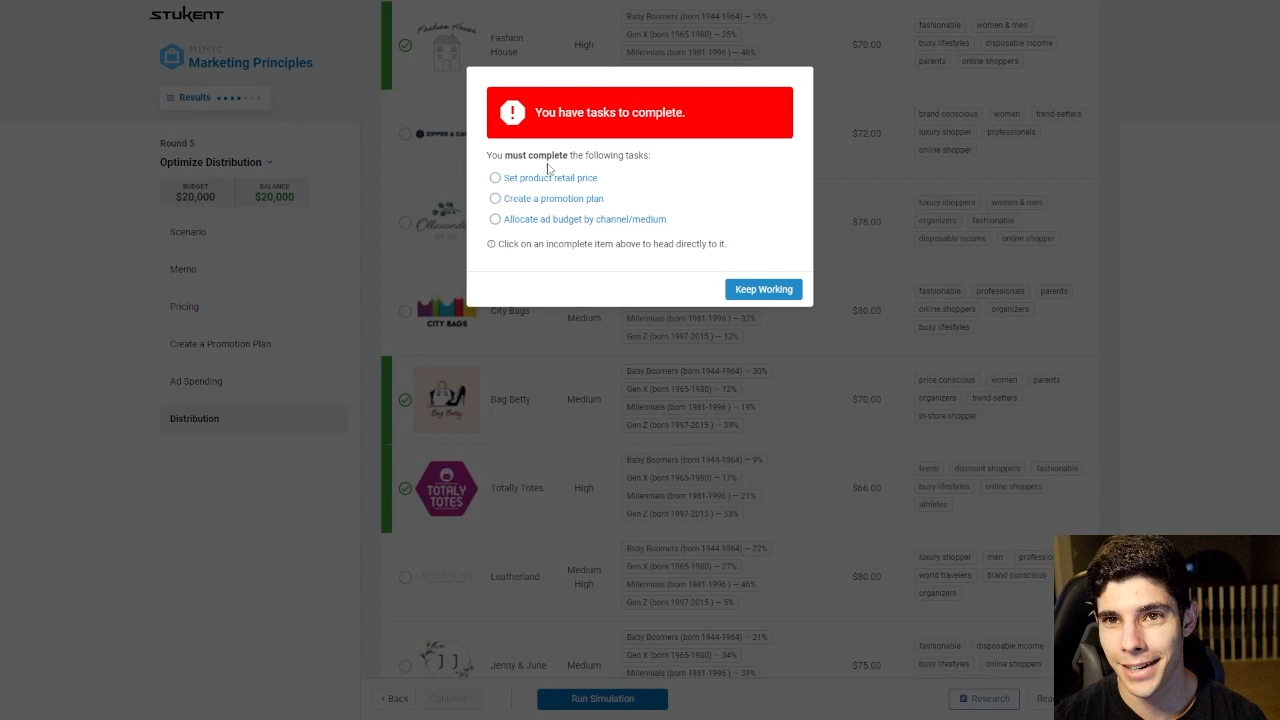 STUKENT
MIMIC
Marketing Principles
Results
Round 5
Optimize Distribution
BUDGET
$20,000
BALANCE
$20,000
Scenario
Memo
Pricing
Create a Promotion Plan
Ad Spending
Distribution
You have tasks to complete.
You must complete the following tasks:
Set product retail price
Create a promotion plan
Allocate ad budget by channel/medium
Click on an incomplete item above to head directly to it.
Keep Working
Fashion House
Fashion
House
High
Baby Boomers (born 1944-1964) — 15%
Gen X (born 1965-1980) — 25%
Millennials (born 1981-1996) — 48%
$70.00
fashionable
women & men
busy lifestyles
disposable income
parents
online shoppers
$72.00
brand conscious
women
trend-setters
luxury shopper
professionals
online shopper
$78.00
luxury shoppers
women & men
organizers
fashionable
disposable income
online shopper
CITY BAGS
City Bags
Medium
Millennials (born 1981-1996) — 33%
Gen Z (born 1997-2015) — 12%
$80.00
fashionable
professionals
parents
online shoppers
organizers
busy lifestyles
Bag Betty
Bag Betty
Medium
Baby Boomers (born 1944-1964) — 30%
Gen X (born 1965-1980) — 12%
Millennials (born 1981-1996) — 19%
Gen Z (born 1997-2015 ) — 39%
$70.00
price conscious
women
parents
organizers
trend-setters
in-store shopper
TOTALY
TOTES
Totally Totes
High
Baby Boomers (born 1944-1964) — 9%
Gen X (born 1965-1980) — 17%
Millennials (born 1981-1996) — 21%
Gen Z (born 1997-2015 ) — 53%
$66.00
teens
discount shoppers
fashionable
busy lifestyles
online shoppers
athletes
Leatherland
Medium
High
Baby Boomers (born 1944-1964) — 22%
Gen X (born 1965-1980) — 27%
Millennials (born 1981-1996) — 46%
Gen Z (born 1997-2015 ) — 5%
$80.00
luxury shopper
men
world travelers
brand conscious
organizers
Jenny & June
Medium
Baby Boomers (born 1944-1964) — 21%
Gen X (born 1965-1980) — 34%
Millennials (born 1981-1996) — 39%
$75.00
fashionable
disposable income
busy lifestyles
online shoppers
Back
Continue
Run Simulation
Research